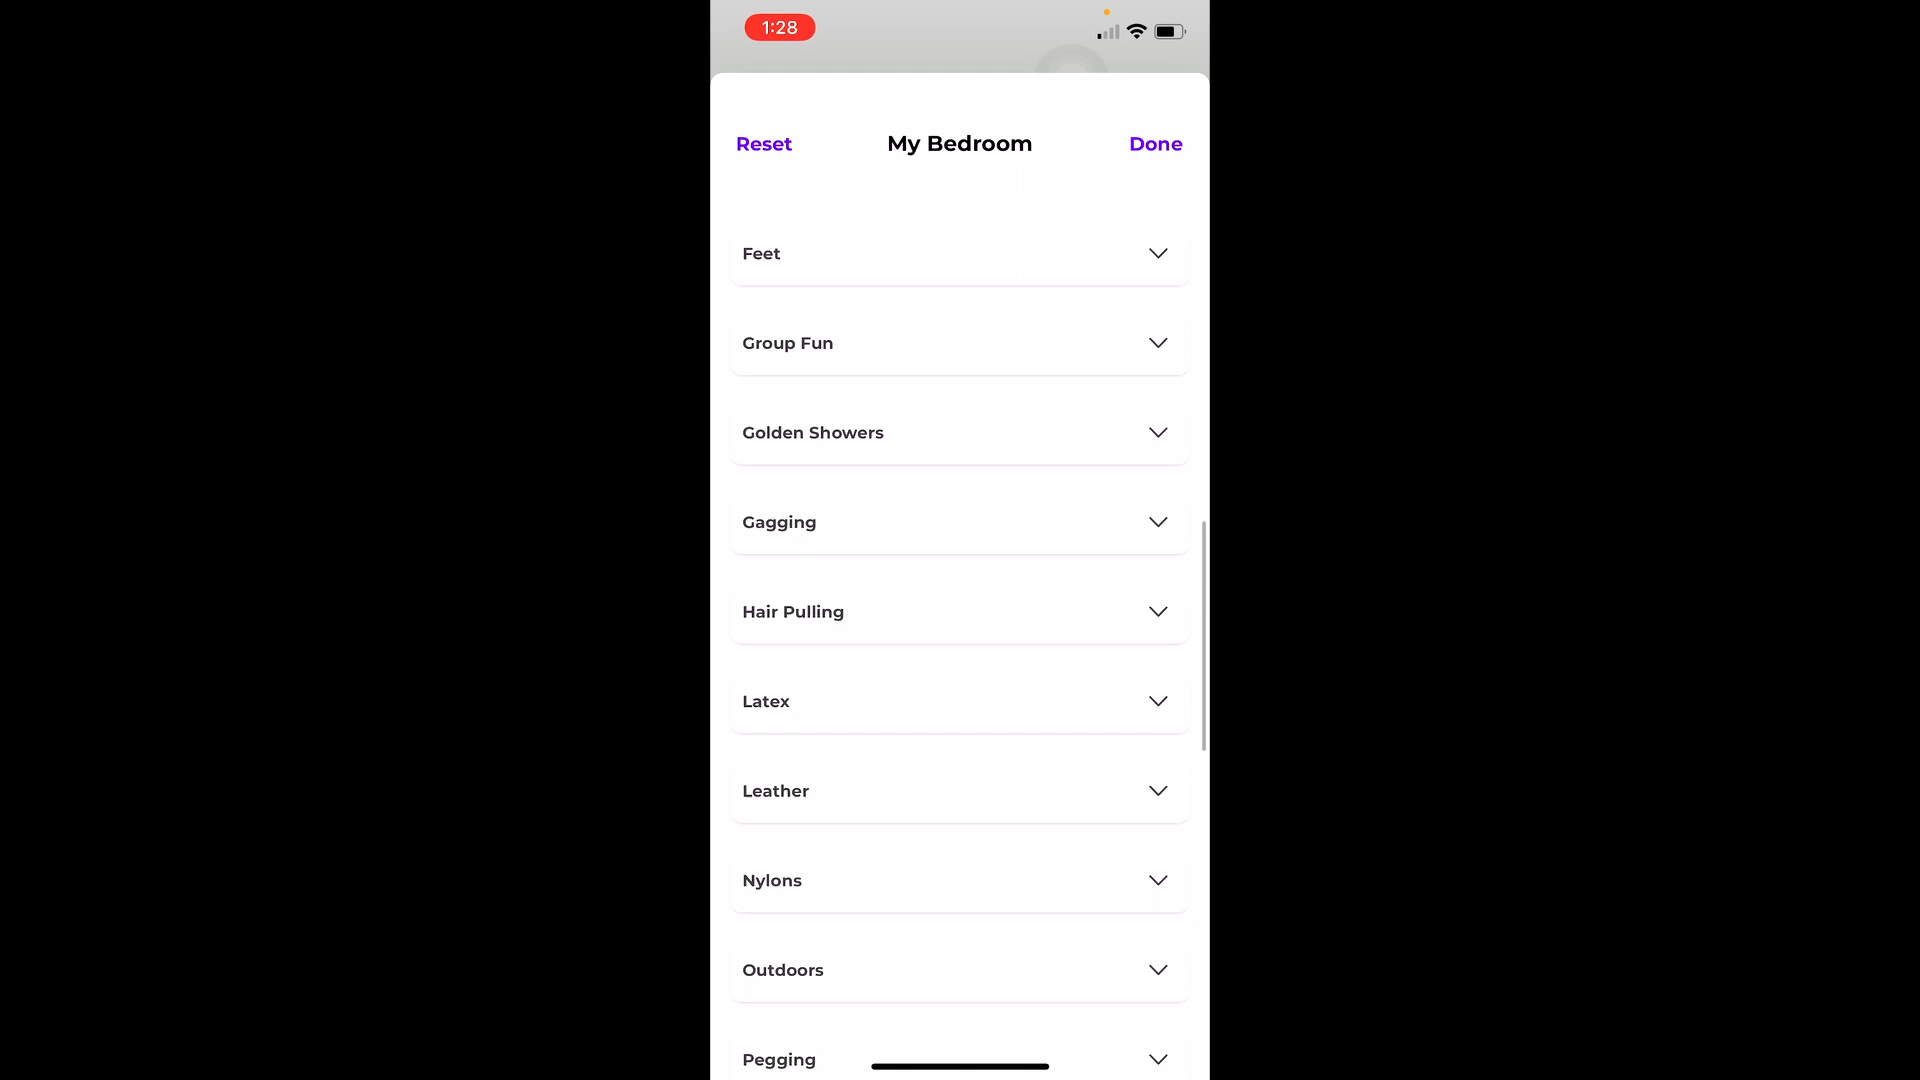 1:28
Reset My Bedroom Done
Feet
Group Fun
Golden Showers
Gagging
Hair Pulling
Latex
Leather
Nylons
Outdoors
Pegging